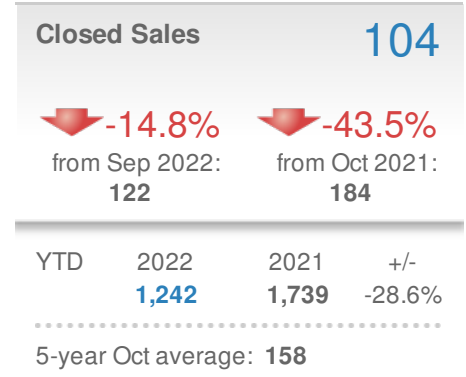 Closed Sales 104
-14.8% -43.5%
from Sep 2022: from Oct 2021:
122 184
YTD 2022 2021 +/-
1,242 1,739 -28.6%
5-year Oct average: 158